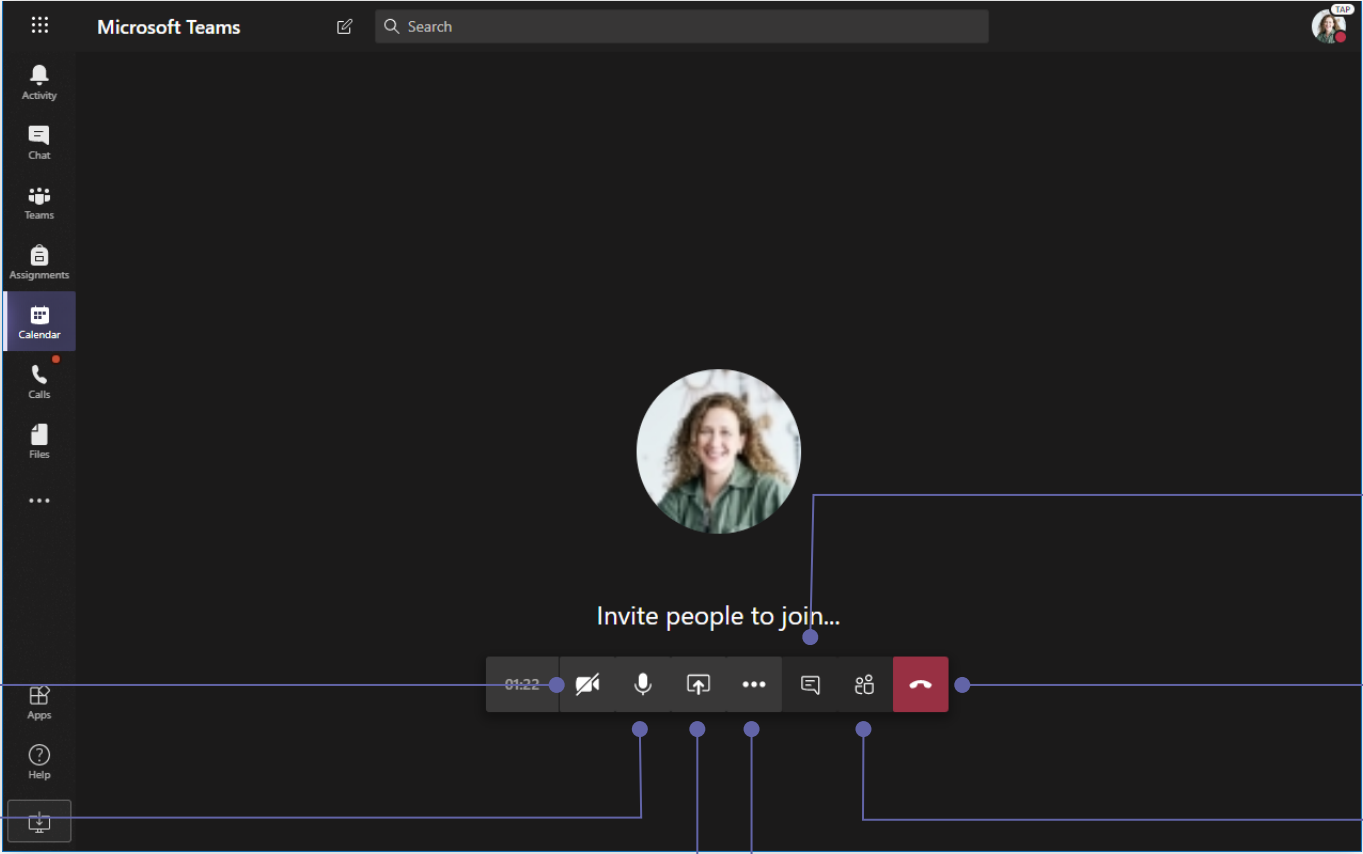 Microsoft Teams
Search
TAP
Activity
Chat
Teams
Assignments
Calendar
Calls
Files
Invite people to join...
01:22
Apps
Help